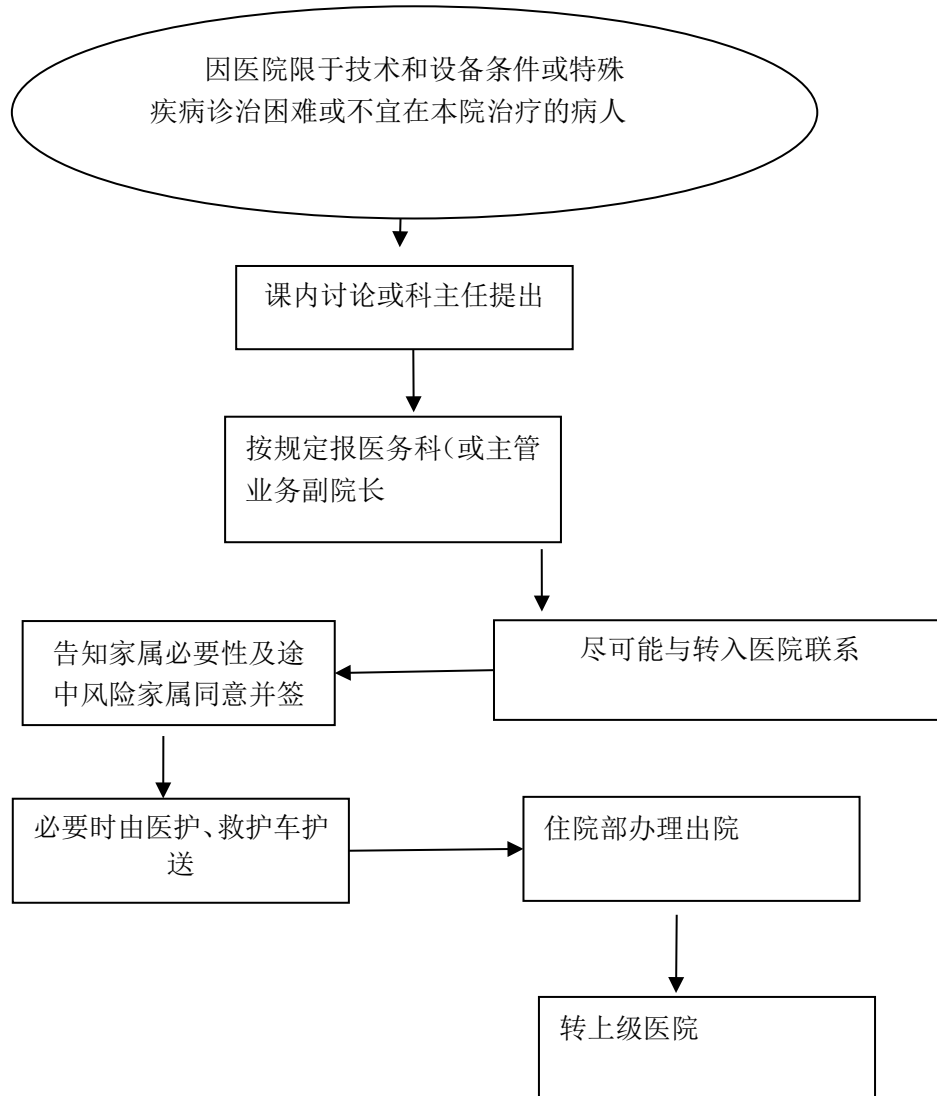 因医院限于技术和设备条件或特殊
疾病诊治困难或不宜在本院治疗的病人
课内讨论或科主任提出
按规定报医务科(或主管
业务副院长
尽可能与转入医院联系
告知家属必要性及途
中风险家属同意并签
必要时由医护、救护车护
送
住院部办理出院
转上级医院